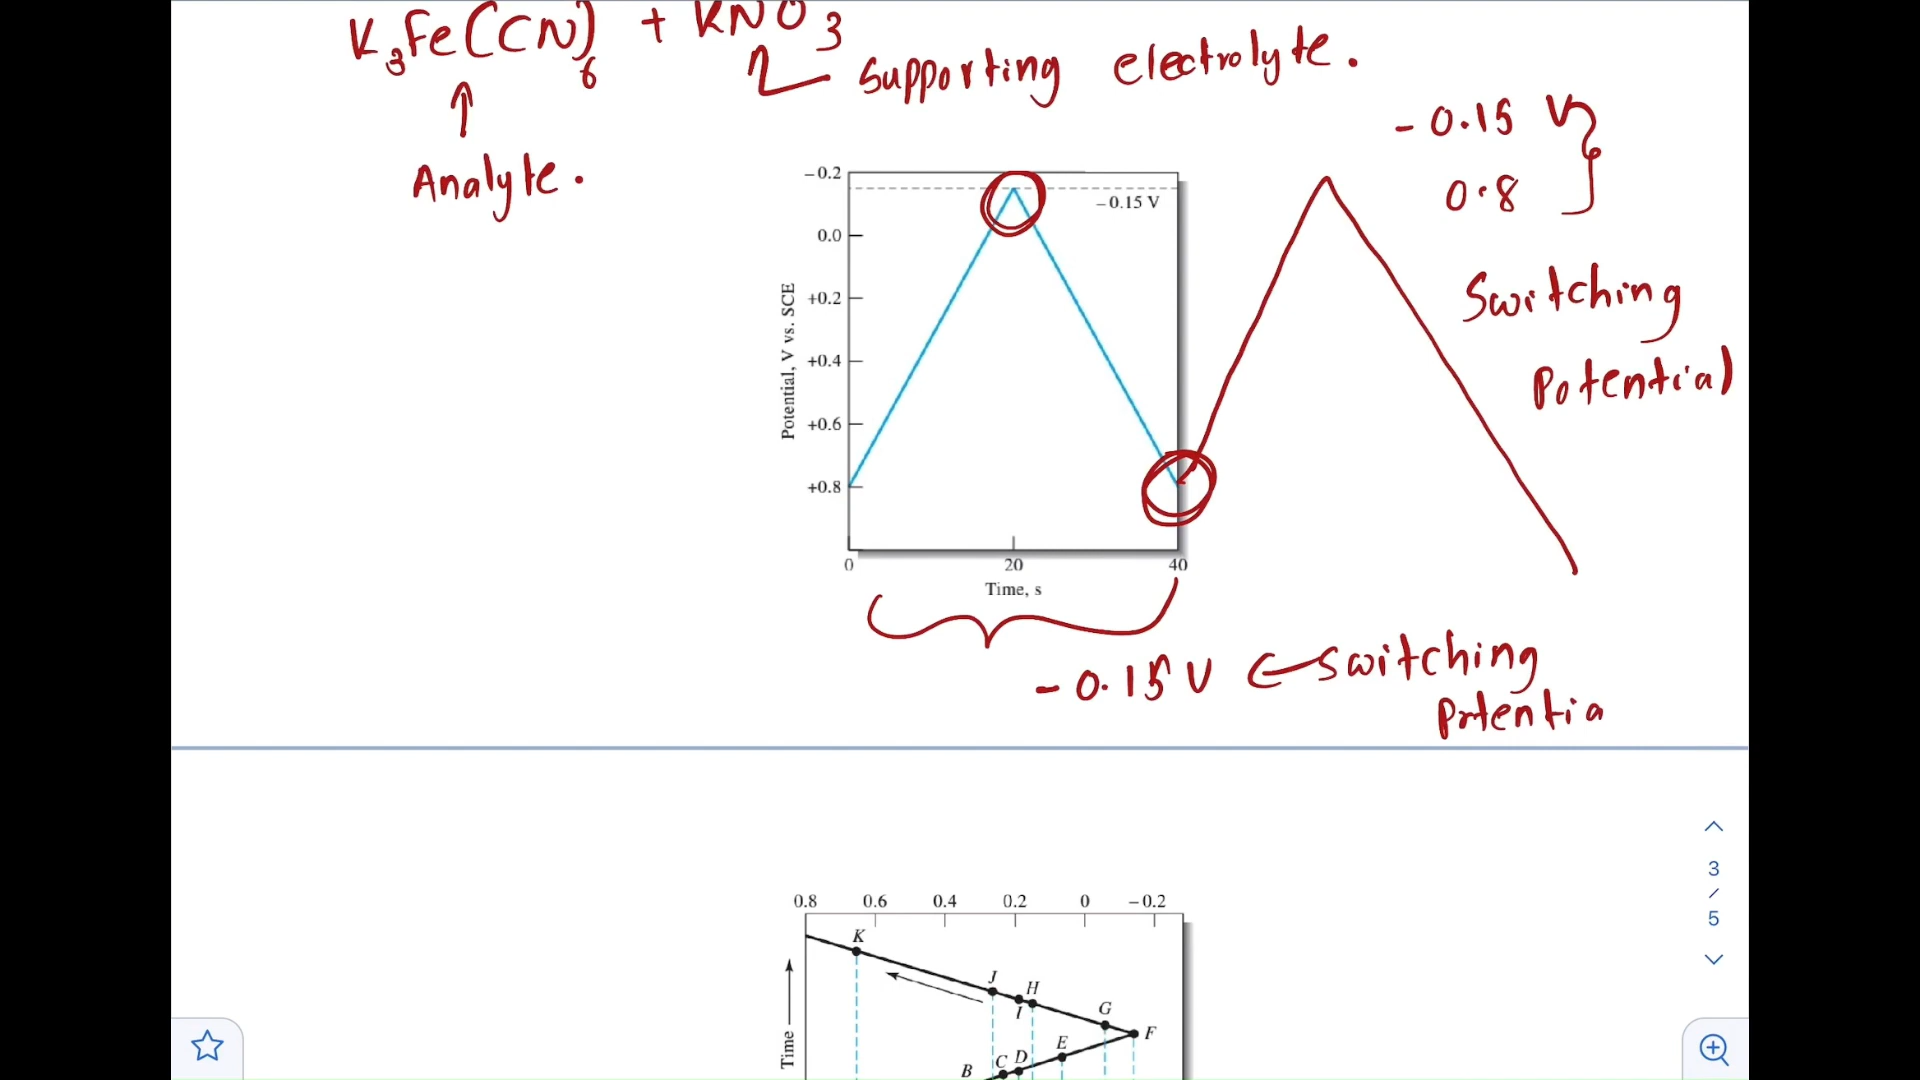 K3Fe(CN)6 + KNO3
supporting electrolyte.
Analyte.
-0.15 V
0.8
Switching
Potential
−0.2
−0.15 V
0.0
+0.2
+0.4
+0.6
+0.8
Potential, V vs. SCE
0 20 40
Time, s
-0.15 V ← switching
Potentia
3
/
5
0.8 0.6 0.4 0.2 0 −0.2
K
J
H
I
G
F
E
D
C
B
Time